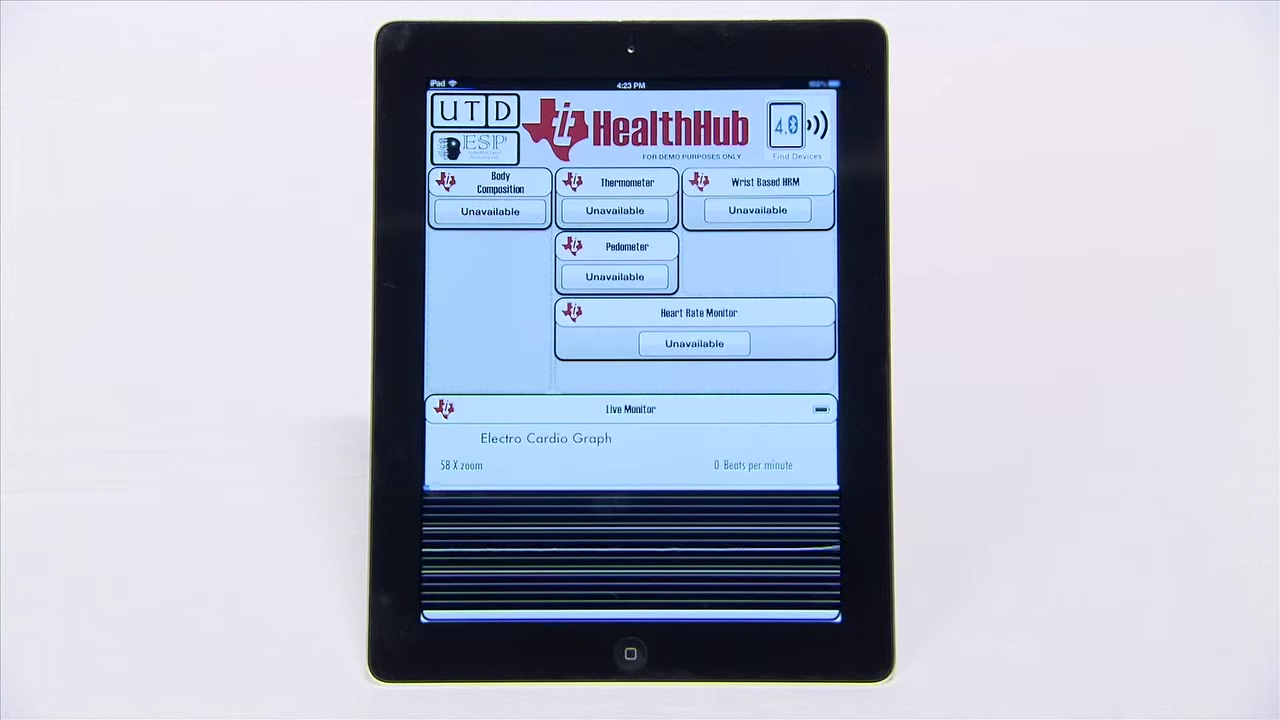 iPad
4:23 PM
100%
UTD
ESP
HealthHub
FOR DEMO PURPOSES ONLY
4.0
Find Devices
Body
Composition
Unavailable
Thermometer
Unavailable
Wrist Based HRM
Unavailable
Pedometer
Unavailable
Heart Rate Monitor
Unavailable
Live Monitor
Electro Cardio Graph
58 X zoom
0 Beats per minute